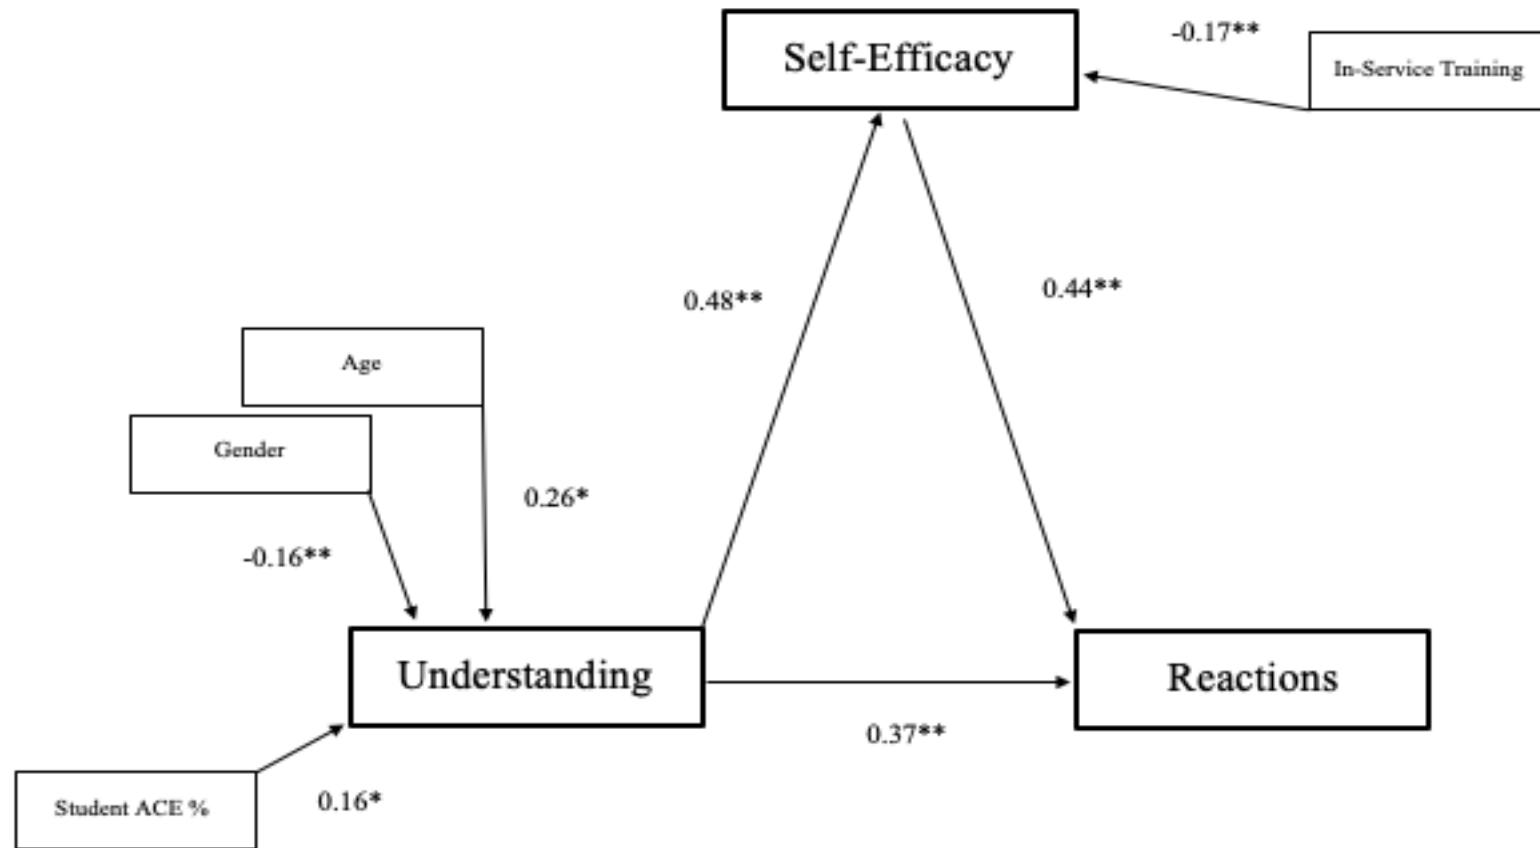 Self-Efficacy
-0.17**
In-Service Training
0.48**
0.44**
Age
Gender
0.26*
-0.16**
Understanding
Reactions
0.37**
Student ACE %
0.16*